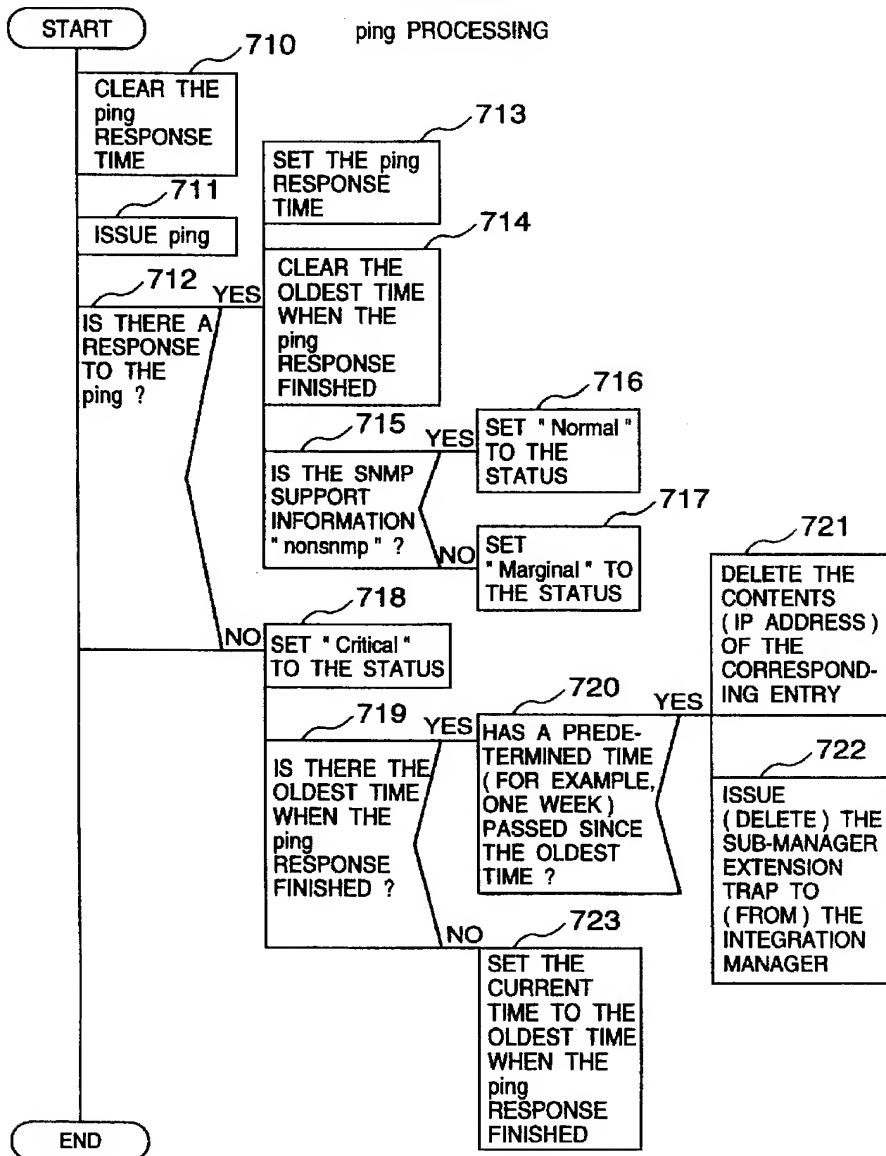 START
ping PROCESSING
710
CLEAR THE
ping
RESPONSE
TIME
711
ISSUE ping
712
IS THERE A
RESPONSE
TO THE
ping ?
YES
NO
713
SET THE ping
RESPONSE
TIME
714
CLEAR THE
OLDEST TIME
WHEN THE
ping
RESPONSE
FINISHED
715
IS THE SNMP
SUPPORT
INFORMATION
" nonsnmp " ?
YES
NO
716
SET " Normal "
TO THE
STATUS
717
SET
" Marginal " TO
THE STATUS
718
SET " Critical "
TO THE STATUS
719
IS THERE THE
OLDEST TIME
WHEN THE
ping
RESPONSE
FINISHED ?
YES
NO
720
HAS A PREDE-
TERMINED TIME
( FOR EXAMPLE,
ONE WEEK )
PASSED SINCE
THE OLDEST
TIME ?
YES
721
DELETE THE
CONTENTS
( IP ADDRESS )
OF THE
CORRESPOND-
ING ENTRY
722
ISSUE
( DELETE ) THE
SUB-MANAGER
EXTENSION
TRAP TO
( FROM ) THE
INTEGRATION
MANAGER
723
SET THE
CURRENT
TIME TO THE
OLDEST TIME
WHEN THE
ping
RESPONSE
FINISHED
END